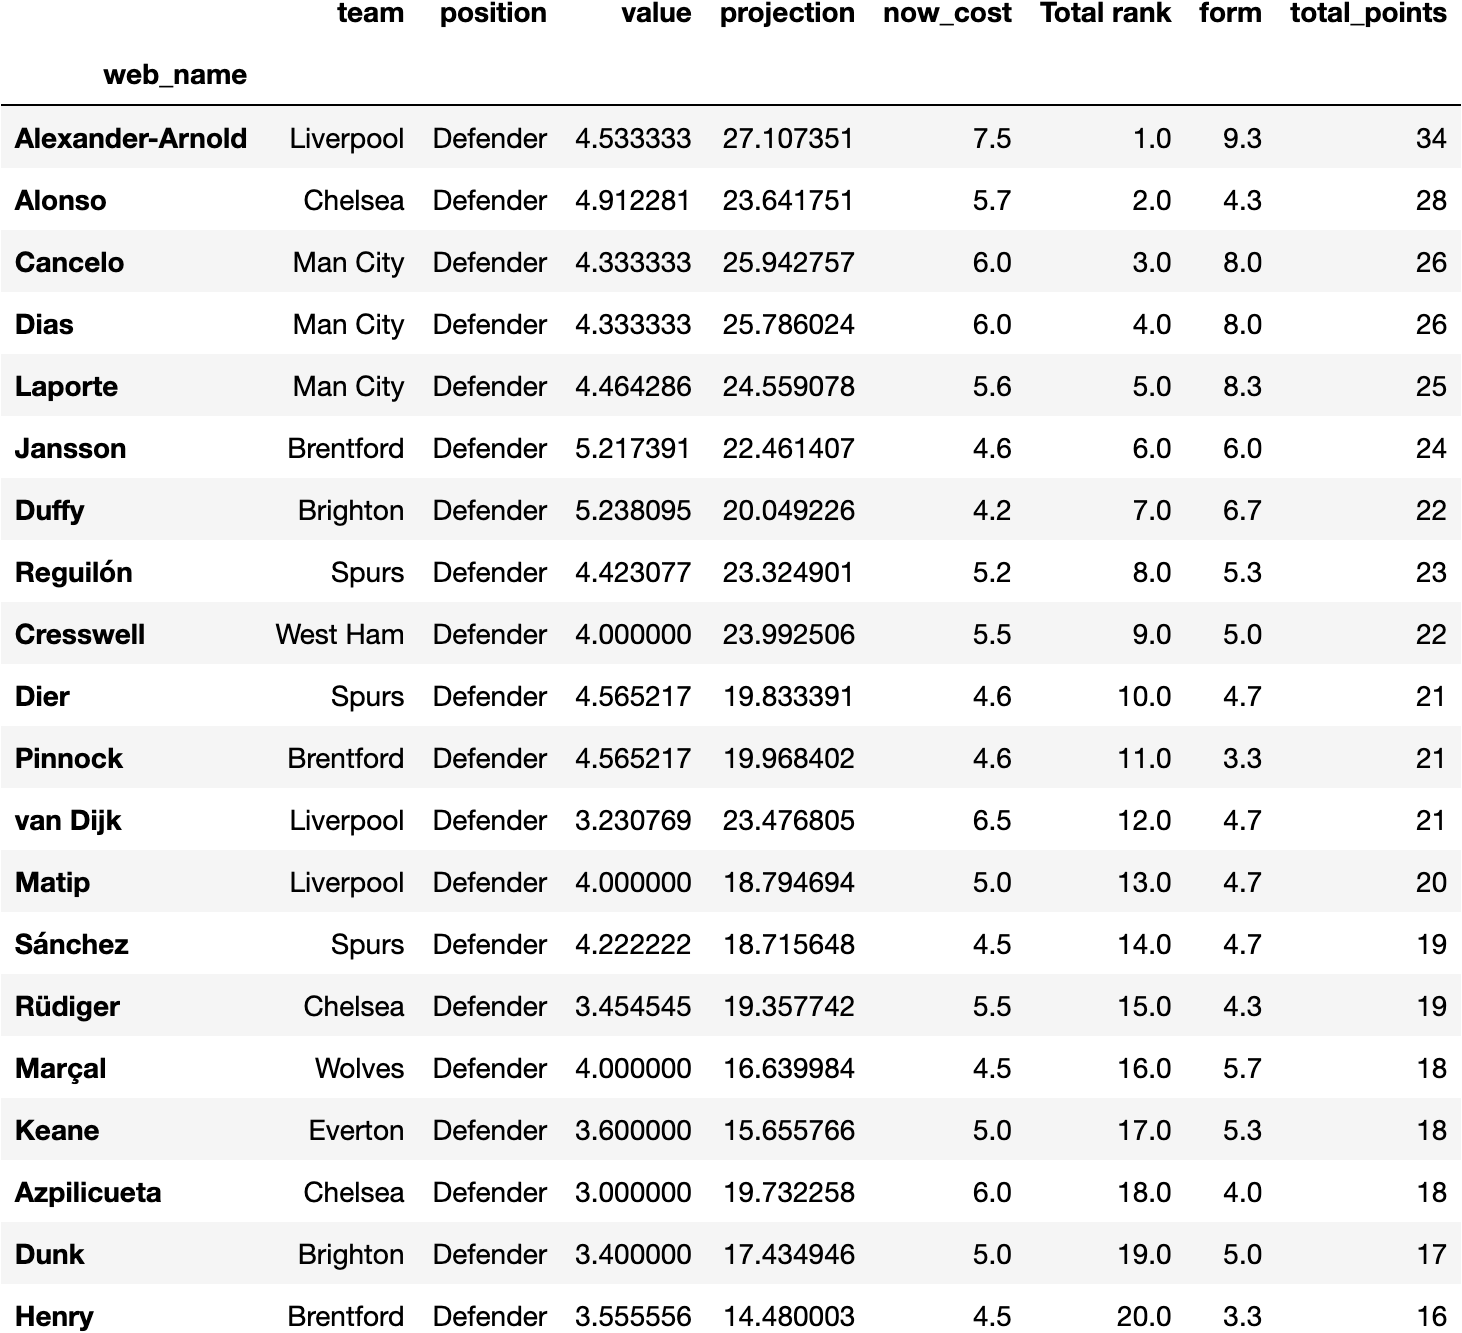 team position value projection now_cost Total rank form total_points
web_name
Alexander-Arnold Liverpool Defender 4.533333 27.107351 7.5 1.0 9.3 34
Alonso Chelsea Defender 4.912281 23.641751 5.7 2.0 4.3 28
Cancelo Man City Defender 4.333333 25.942757 6.0 3.0 8.0 26
Dias Man City Defender 4.333333 25.786024 6.0 4.0 8.0 26
Laporte Man City Defender 4.464286 24.559078 5.6 5.0 8.3 25
Jansson Brentford Defender 5.217391 22.461407 4.6 6.0 6.0 24
Duffy Brighton Defender 5.238095 20.049226 4.2 7.0 6.7 22
Reguilón Spurs Defender 4.423077 23.324901 5.2 8.0 5.3 23
Cresswell West Ham Defender 4.000000 23.992506 5.5 9.0 5.0 22
Dier Spurs Defender 4.565217 19.833391 4.6 10.0 4.7 21
Pinnock Brentford Defender 4.565217 19.968402 4.6 11.0 3.3 21
van Dijk Liverpool Defender 3.230769 23.476805 6.5 12.0 4.7 21
Matip Liverpool Defender 4.000000 18.794694 5.0 13.0 4.7 20
Sánchez Spurs Defender 4.222222 18.715648 4.5 14.0 4.7 19
Rüdiger Chelsea Defender 3.454545 19.357742 5.5 15.0 4.3 19
Marçal Wolves Defender 4.000000 16.639984 4.5 16.0 5.7 18
Keane Everton Defender 3.600000 15.655766 5.0 17.0 5.3 18
Azpilicueta Chelsea Defender 3.000000 19.732258 6.0 18.0 4.0 18
Dunk Brighton Defender 3.400000 17.434946 5.0 19.0 5.0 17
Henry Brentford Defender 3.555556 14.480003 4.5 20.0 3.3 16